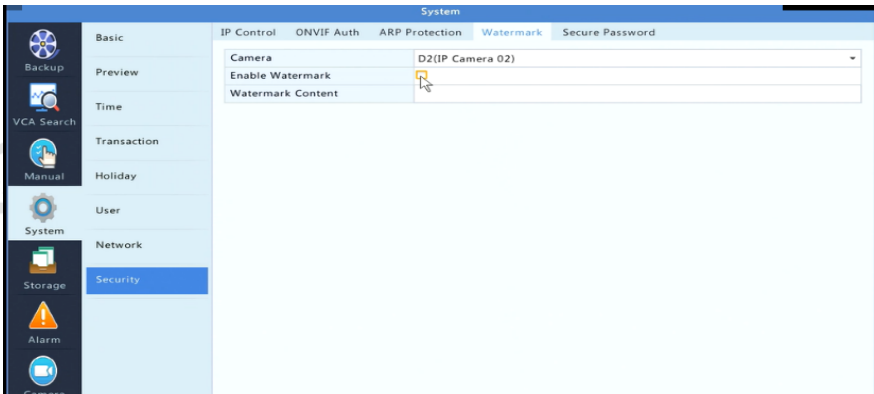 System
Backup
VCA Search
Manual
System
Storage
Alarm
Camera
Basic
Preview
Time
Transaction
Holiday
User
Network
Security
IP Control ONVIF Auth ARP Protection Watermark Secure Password
Camera D2(IP Camera 02)
Enable Watermark
Watermark Content